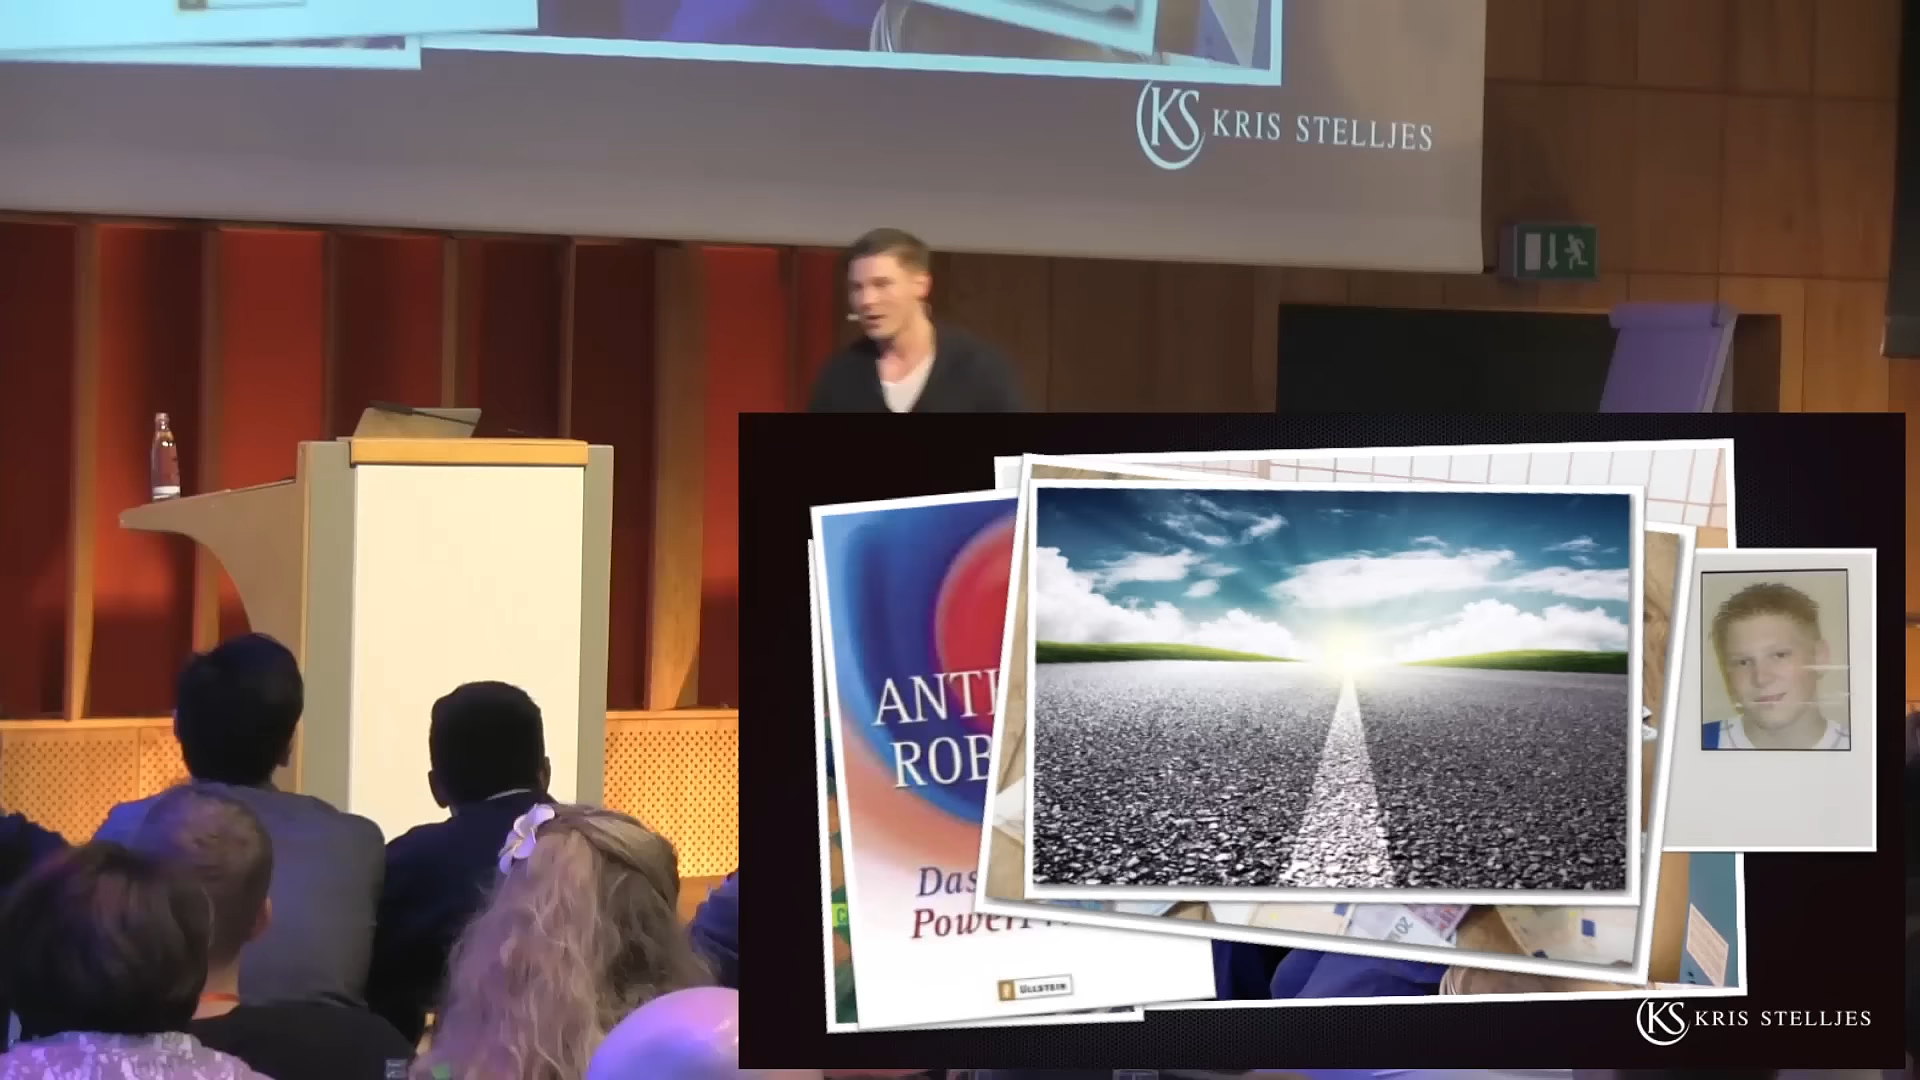 KS KRIS STELLJES
ANT
ROB
Das
Power
ULLSTEIN
KS KRIS STELLJES